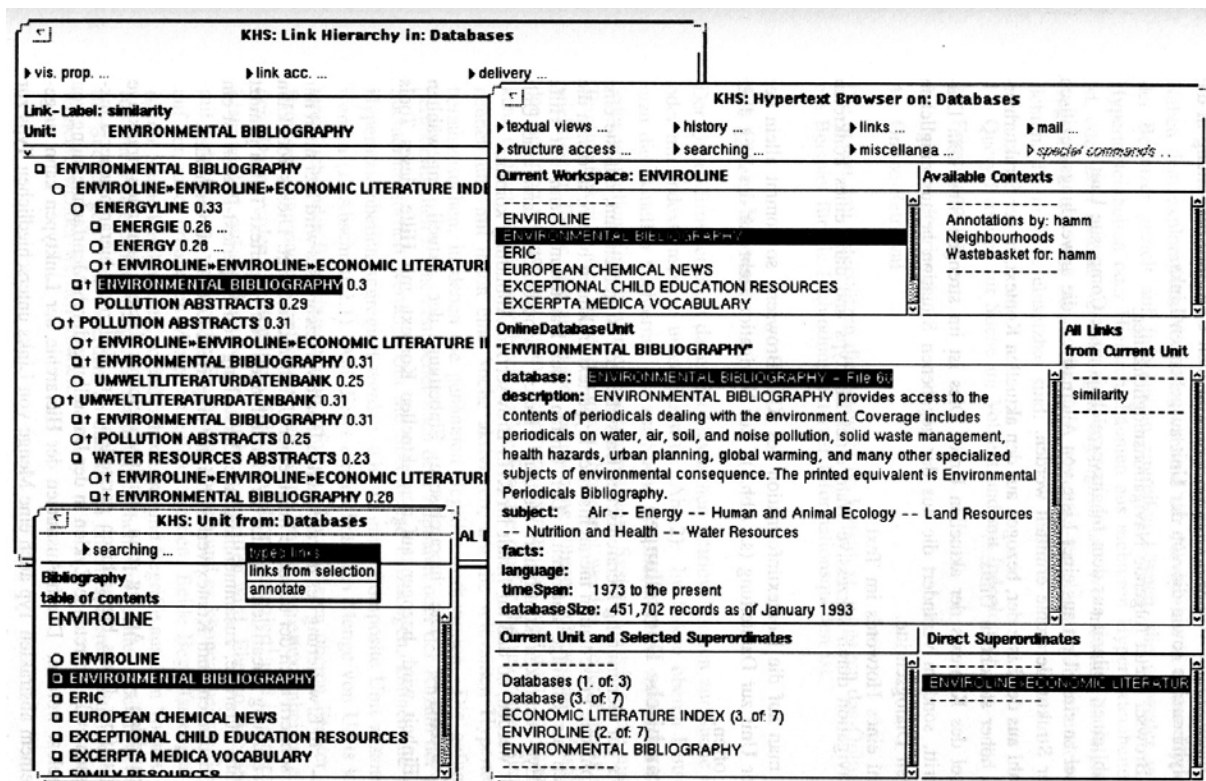 KHS: Link Hierarchy in: Databases
vis. prop. ... link acc. ... delivery ...
Link-Label: similarity
Unit: ENVIRONMENTAL BIBLIOGRAPHY
ENVIRONMENTAL BIBLIOGRAPHY
ENVIROLINE»ENVIROLINE»ECONOMIC LITERATURE INDE
ENERGYLINE 0.33
ENERGIE 0.26 ...
ENERGY 0.28 ...
† ENVIROLINE»ENVIROLINE»ECONOMIC LITERATURI
† ENVIRONMENTAL BIBLIOGRAPHY 0.3
POLLUTION ABSTRACTS 0.29
† POLLUTION ABSTRACTS 0.31
† ENVIROLINE»ENVIROLINE»ECONOMIC LITERATURE II
† ENVIRONMENTAL BIBLIOGRAPHY 0.31
UMWELTLITERATURDATENBANK 0.25
† UMWELTLITERATURDATENBANK 0.31
† ENVIRONMENTAL BIBLIOGRAPHY 0.31
† POLLUTION ABSTRACTS 0.25
WATER RESOURCES ABSTRACTS 0.23
† ENVIROLINE»ENVIROLINE»ECONOMIC LITERATURI
† ENVIRONMENTAL BIBLIOGRAPHY 0.28
KHS: Unit from: Databases
searching ...
typed links
links from selection
annotate
Bibliography
table of contents
ENVIROLINE
ENVIROLINE
ENVIRONMENTAL BIBLIOGRAPHY
ERIC
EUROPEAN CHEMICAL NEWS
EXCEPTIONAL CHILD EDUCATION RESOURCES
EXCERPTA MEDICA VOCABULARY
FAMILY RESOURCES
KHS: Hypertext Browser on: Databases
textual views ... history ... links ... mail ...
structure access ... searching ... miscellanea ... special commands ..
Current Workspace: ENVIROLINE
ENVIROLINE
ENVIRONMENTAL BIBLIOGRAPHY
ERIC
EUROPEAN CHEMICAL NEWS
EXCEPTIONAL CHILD EDUCATION RESOURCES
EXCERPTA MEDICA VOCABULARY
Available Contexts
Annotations by: hamm
Neighbourhoods
Wastebasket for: hamm
OnlineDatabaseUnit
"ENVIRONMENTAL BIBLIOGRAPHY"
database: ENVIRONMENTAL BIBLIOGRAPHY - File 68
description: ENVIRONMENTAL BIBLIOGRAPHY provides access to the
contents of periodicals dealing with the environment. Coverage includes
periodicals on water, air, soil, and noise pollution, solid waste management,
health hazards, urban planning, global warming, and many other specialized
subjects of environmental consequence. The printed equivalent is Environmental
Periodicals Bibliography.
subject: Air -- Energy -- Human and Animal Ecology -- Land Resources
-- Nutrition and Health -- Water Resources
facts:
language:
timeSpan: 1973 to the present
databaseSize: 451,702 records as of January 1993
All Links
from Current Unit
similarity
Current Unit and Selected Superordinates
Databases (1. of: 3)
Database (3. of: 7)
ECONOMIC LITERATURE INDEX (3. of: 7)
ENVIROLINE (2. of: 7)
ENVIRONMENTAL BIBLIOGRAPHY
Direct Superordinates
ENVIROLINE»ECONOMIC LITERATUR